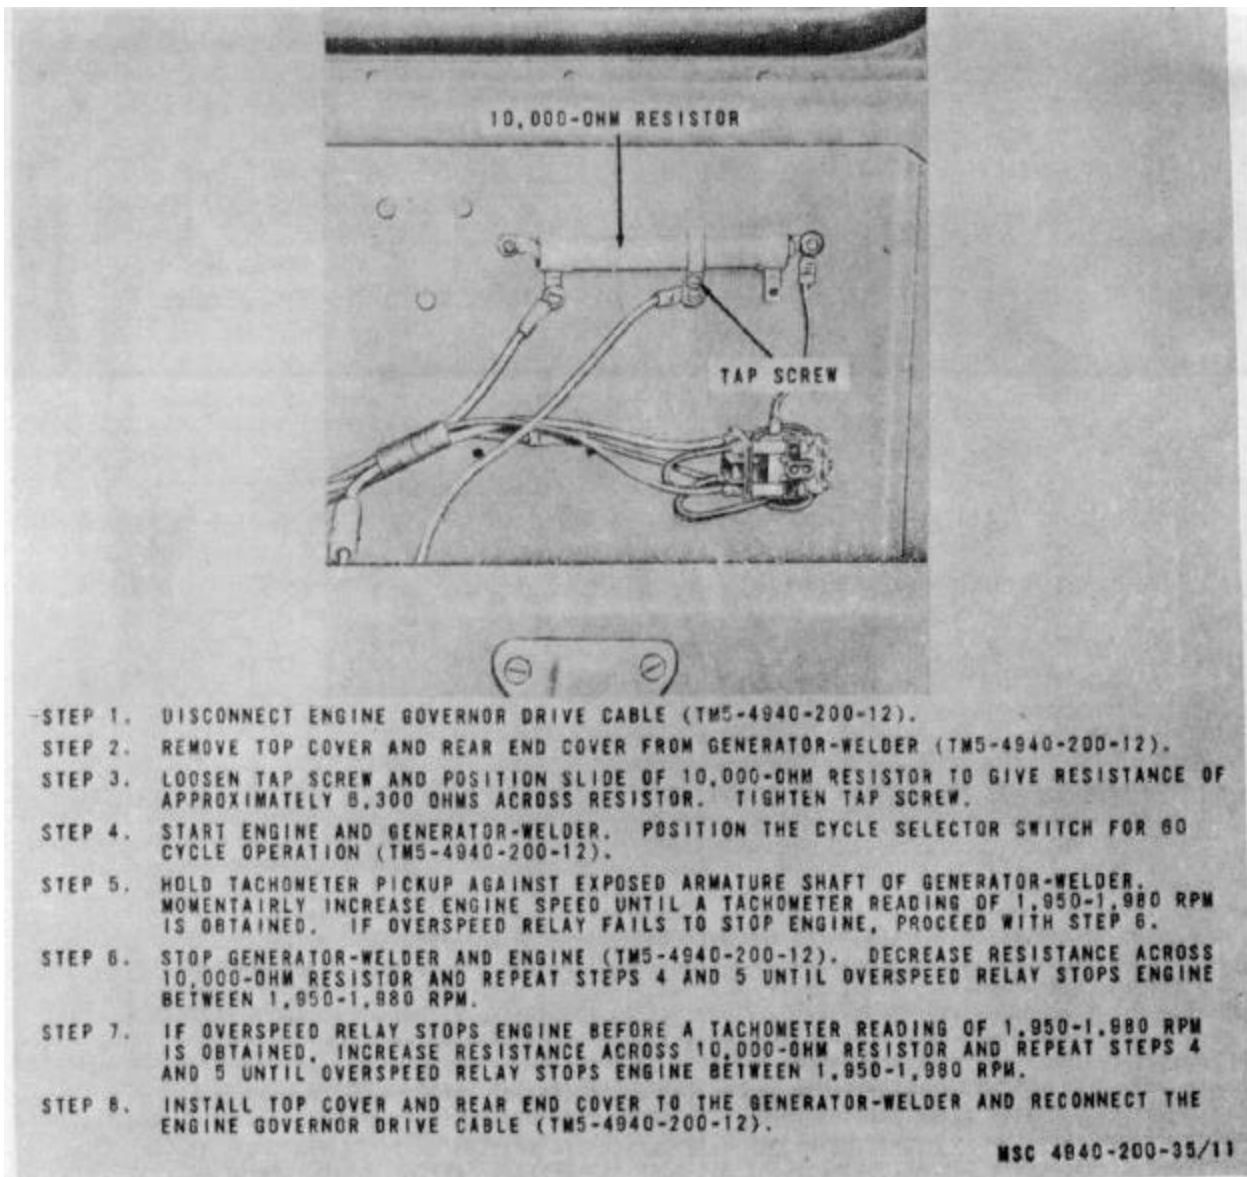 10,000-OHM RESISTOR
TAP SCREW
STEP 1. DISCONNECT ENGINE GOVERNOR DRIVE CABLE (TM5-4940-200-12).
STEP 2. REMOVE TOP COVER AND REAR END COVER FROM GENERATOR-WELDER (TM5-4940-200-12).
STEP 3. LOOSEN TAP SCREW AND POSITION SLIDE OF 10,000-OHM RESISTOR TO GIVE RESISTANCE OF
APPROXIMATELY OHMS ACROSS RESISTOR. TIGHTEN TAP SCREW.
STEP 4. START ENGINE AND GENERATOR-WELDER. POSITION THE CYCLE SELECTOR SWITCH FOR 60
CYCLE OPERATION (TM5-4940-200-12).
STEP 5. HOLD TACHOMETER PICKUP AGAINST EXPOSED ARMATURE SHAFT OF GENERATOR-WELDER.
MOMENTAIRLY INCREASE ENGINE SPEED UNTIL A TACHOMETER READING OF 1,950-1,980 RPM
IS OBTAINED. IF OVERSPEED RELAY FAILS TO STOP ENGINE, PROCEED WITH STEP 6.
STEP 6. STOP GENERATOR-WELDER AND ENGINE (TM5-4940-200-12). DECREASE RESISTANCE ACROSS
10,000-OHM RESISTOR AND REPEAT STEPS 4 AND 5 UNTIL OVERSPEED RELAY STOPS ENGINE
BETWEEN 1,950-1,980 RPM.
STEP 7. IF OVERSPEED RELAY STOPS ENGINE BEFORE A TACHOMETER READING OF 1,950-1,980 RPM
IS OBTAINED, INCREASE RESISTANCE ACROSS 10,000-OHM RESISTOR AND REPEAT STEPS 4
AND 5 UNTIL OVERSPEED RELAY STOPS ENGINE BETWEEN 1,950-1,980 RPM.
STEP 8. INSTALL TOP COVER AND REAR END COVER TO THE GENERATOR-WELDER AND RECONNECT THE
ENGINE GOVERNOR DRIVE CABLE (TM5-4940-200-12).
MSC 4940-200-35/11